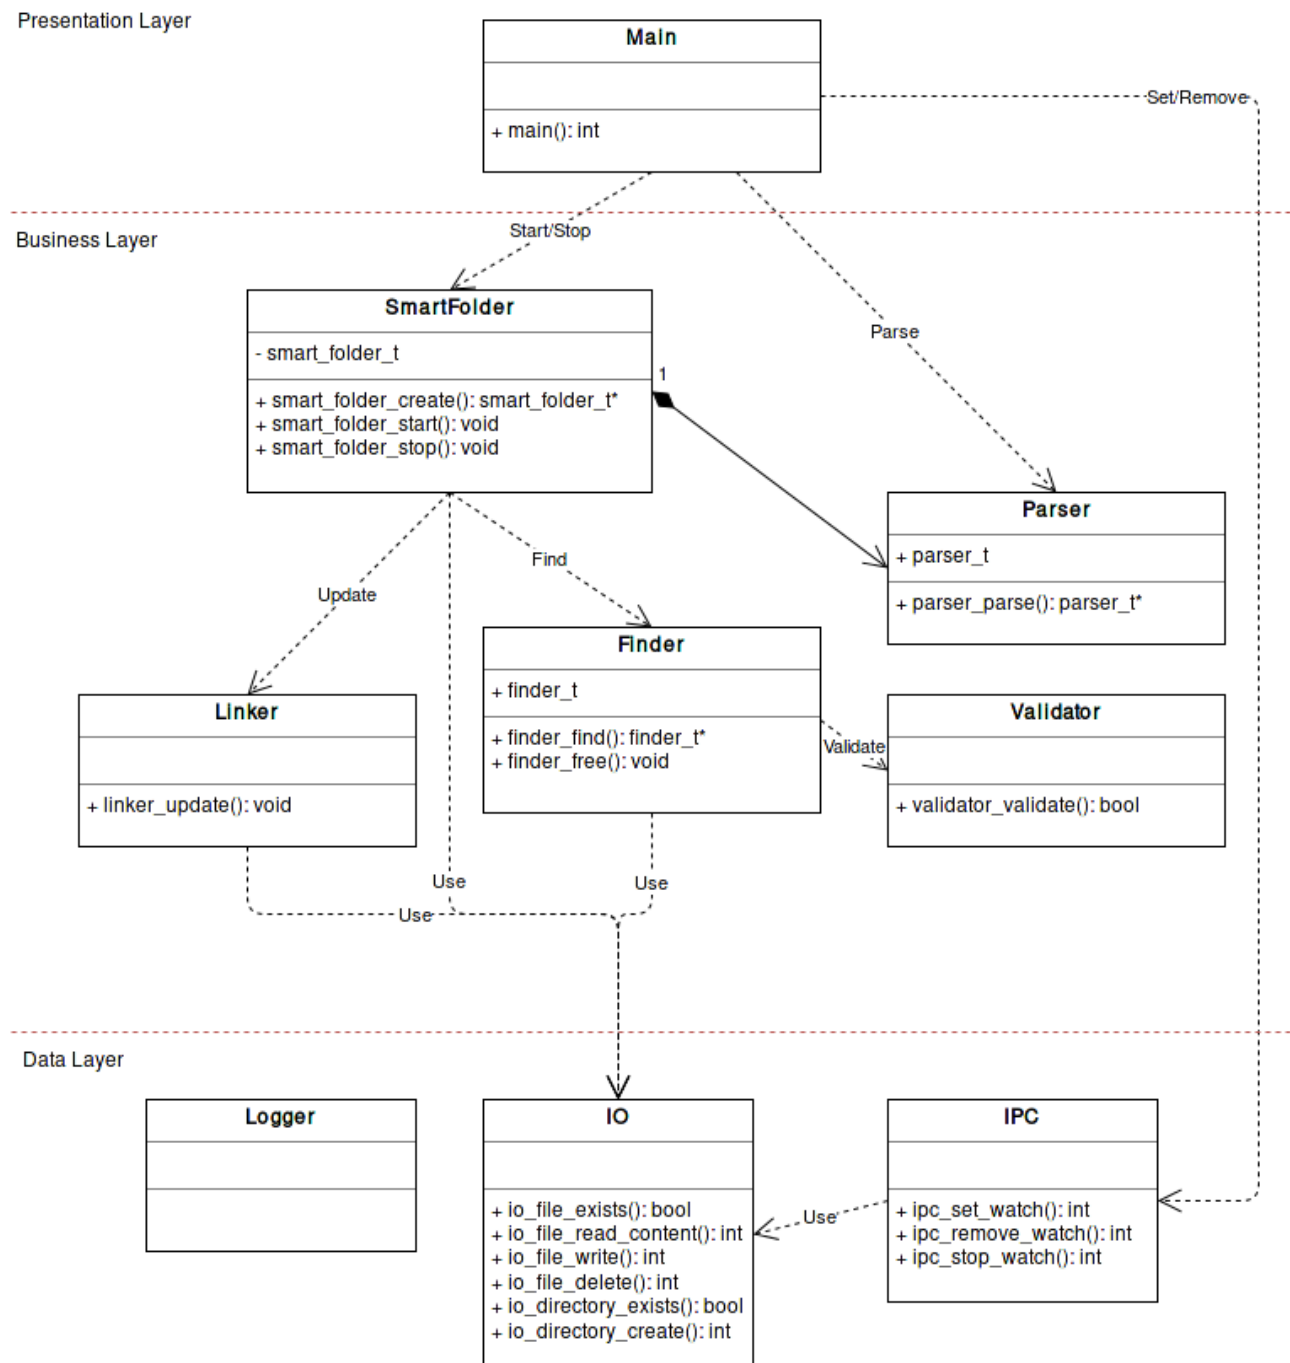 Presentation Layer
Main
+ main(): int
Set/Remove
Business Layer
Start/Stop
SmartFolder
- smart_folder_t
+ smart_folder_create(): smart_folder_t*
+ smart_folder_start(): void
+ smart_folder_stop(): void
1
Parse
Parser
+ parser_t
+ parser_parse(): parser_t*
Find
Update
Finder
+ finder_t
+ finder_find(): finder_t*
+ finder_free(): void
Linker
+ linker_update(): void
Validate
Validator
+ validator_validate(): bool
Use
Use
Use
Data Layer
Logger
IO
+ io_file_exists(): bool
+ io_file_read_content(): int
+ io_file_write(): int
+ io_file_delete(): int
+ io_directory_exists(): bool
+ io_directory_create(): int
Use
IPC
+ ipc_set_watch(): int
+ ipc_remove_watch(): int
+ ipc_stop_watch(): int